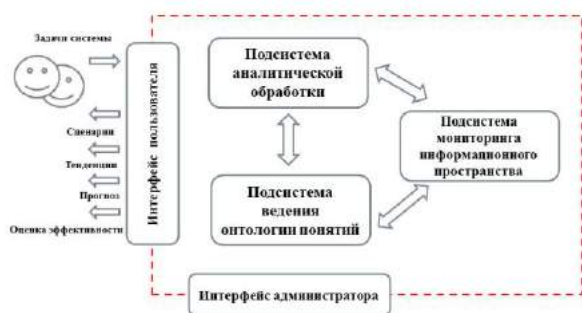 Задачи системы
Сценарии
Тенденции
Прогноз
Оценка эффективности
Интерфейс пользователя
Подсистема
аналитической
обработки
Подсистема
мониторинга
информационного
пространства
Подсистема
ведения
онтологии понятий
Интерфейс администратора